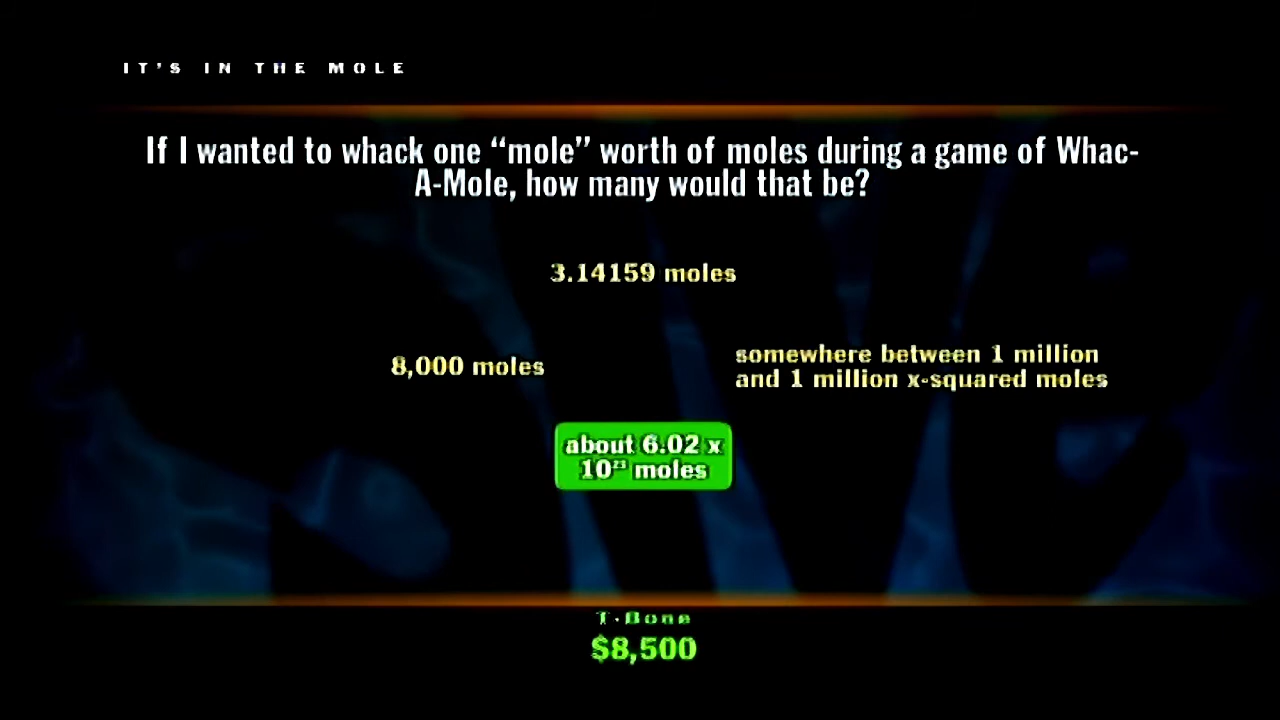 IT'S IN THE MOLE
If I wanted to whack one “mole” worth of moles during a game of Whac-
A-Mole, how many would that be?
3.14159 moles
8,000 moles
somewhere between 1 million
and 1 million x-squared moles
about 6.02 x
10²³ moles
T-Bone
$8,500